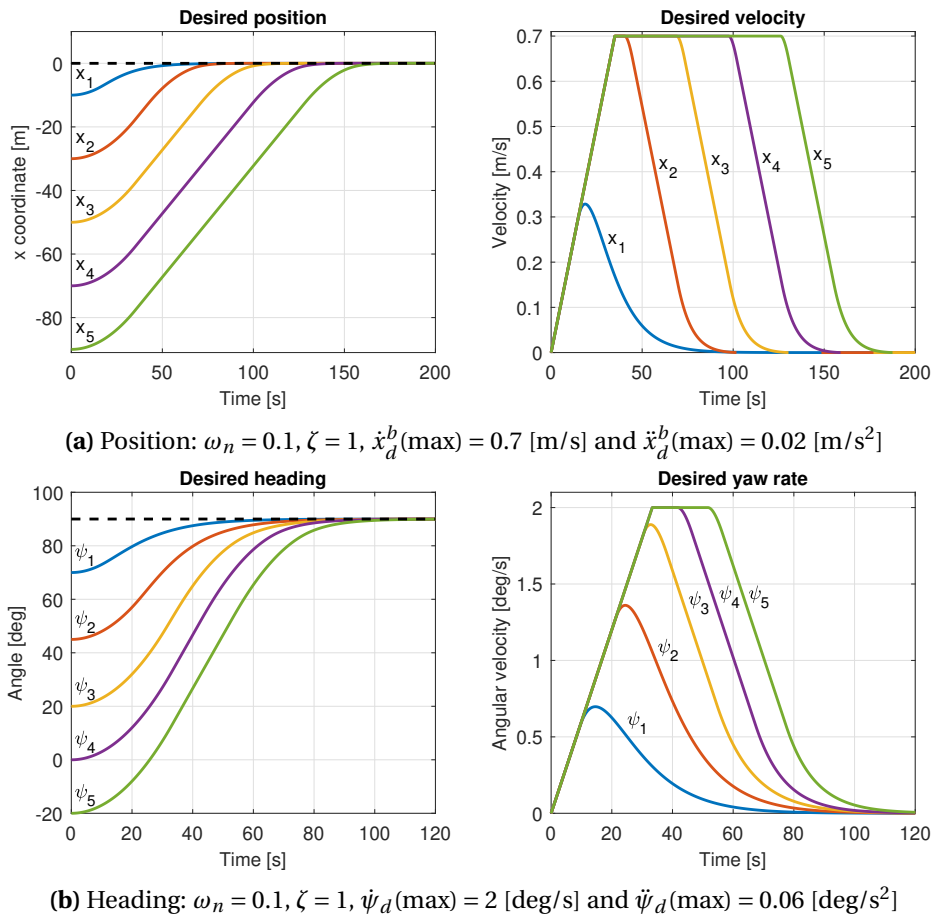 Desired position
x coordinate [m]
0
-20
-40
-60
-80
x₁
x₂
x₃
x₄
x₅
0 50 100 150 200
Time [s]
Desired velocity
Velocity [m/s]
0.7
0.6
0.5
0.4
0.3
0.2
0.1
0
x₁
x₂
x₃
x₄
x₅
0 50 100 150 200
Time [s]
(a) Position: ωₙ = 0.1, ζ = 1, ẋ_d^b(max) = 0.7 [m/s] and ẍ_d^b(max) = 0.02 [m/s²]
Desired heading
Angle [deg]
100
80
60
40
20
0
-20
ψ₁
ψ₂
ψ₃
ψ₄
ψ₅
0 20 40 60 80 100 120
Time [s]
Desired yaw rate
Angular velocity [deg/s]
2
1.5
1
0.5
0
ψ₁
ψ₂
ψ₃
ψ₄
ψ₅
0 20 40 60 80 100 120
Time [s]
(b) Heading: ωₙ = 0.1, ζ = 1, ψ̇_d(max) = 2 [deg/s] and ψ̈_d(max) = 0.06 [deg/s²]